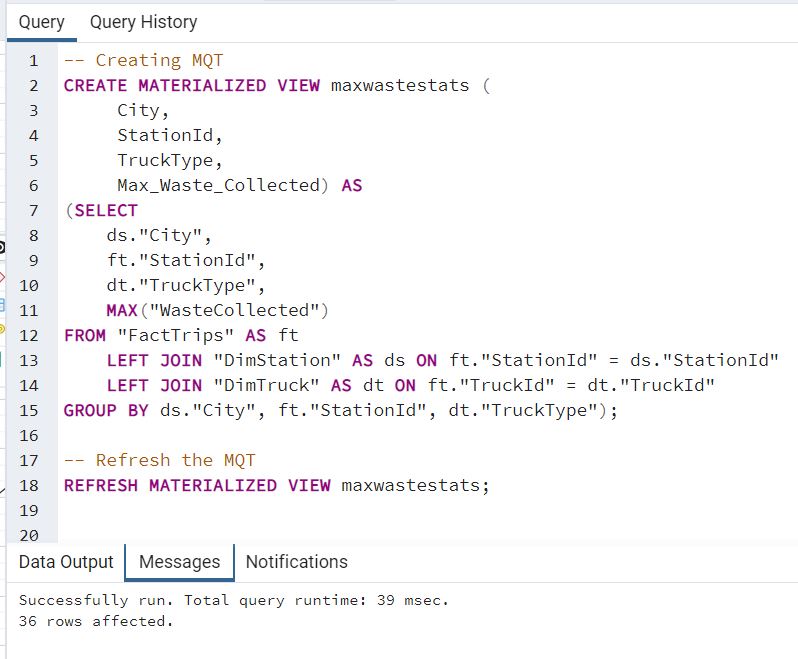 Query Query History
1 -- Creating MQT
2 CREATE MATERIALIZED VIEW maxwastestats (
3 City,
4 StationId,
5 TruckType,
6 Max_Waste_Collected) AS
7 (SELECT
8 ds."City",
9 ft."StationId",
10 dt."TruckType",
11 MAX("WasteCollected")
12 FROM "FactTrips" AS ft
13 LEFT JOIN "DimStation" AS ds ON ft."StationId" = ds."StationId"
14 LEFT JOIN "DimTruck" AS dt ON ft."TruckId" = dt."TruckId"
15 GROUP BY ds."City", ft."StationId", dt."TruckType");
16
17 -- Refresh the MQT
18 REFRESH MATERIALIZED VIEW maxwastestats;
19
20
Data Output Messages Notifications
Successfully run. Total query runtime: 39 msec.
36 rows affected.